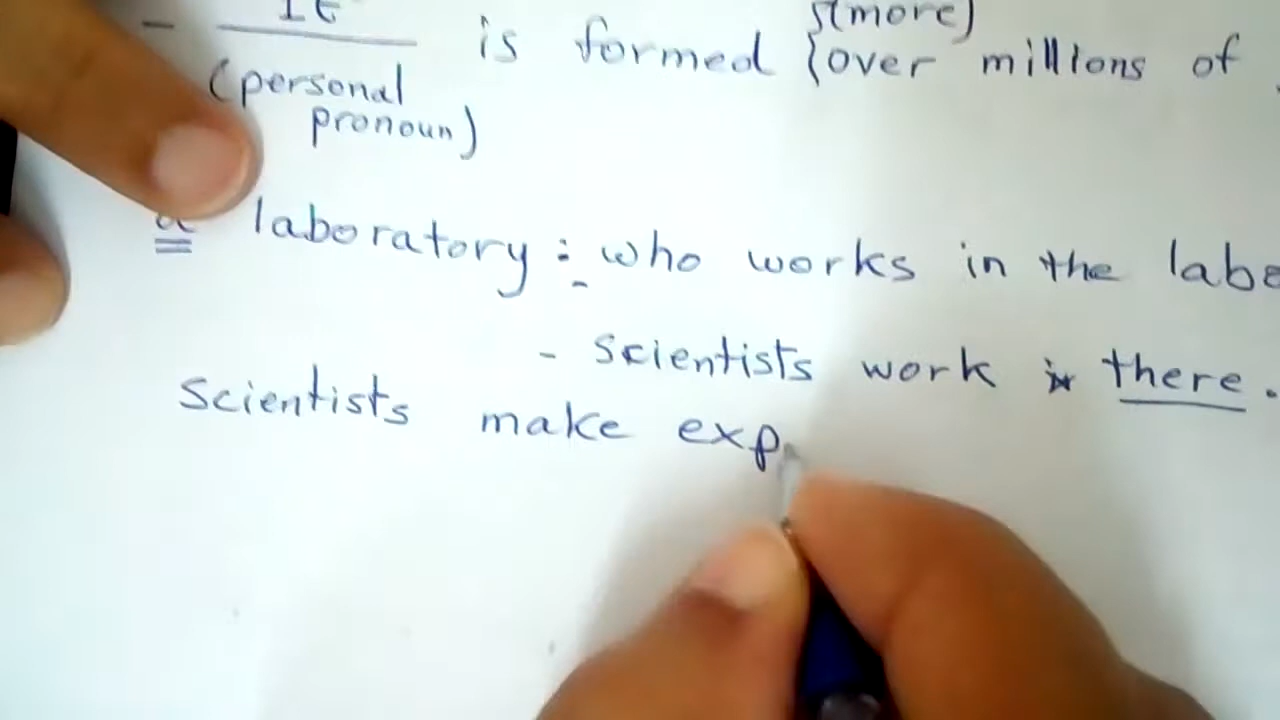 - It is formed {(more)
{over millions of
(personal
pronoun)
a laboratory : who works in the
- Scientists work there.
Scientists make exp